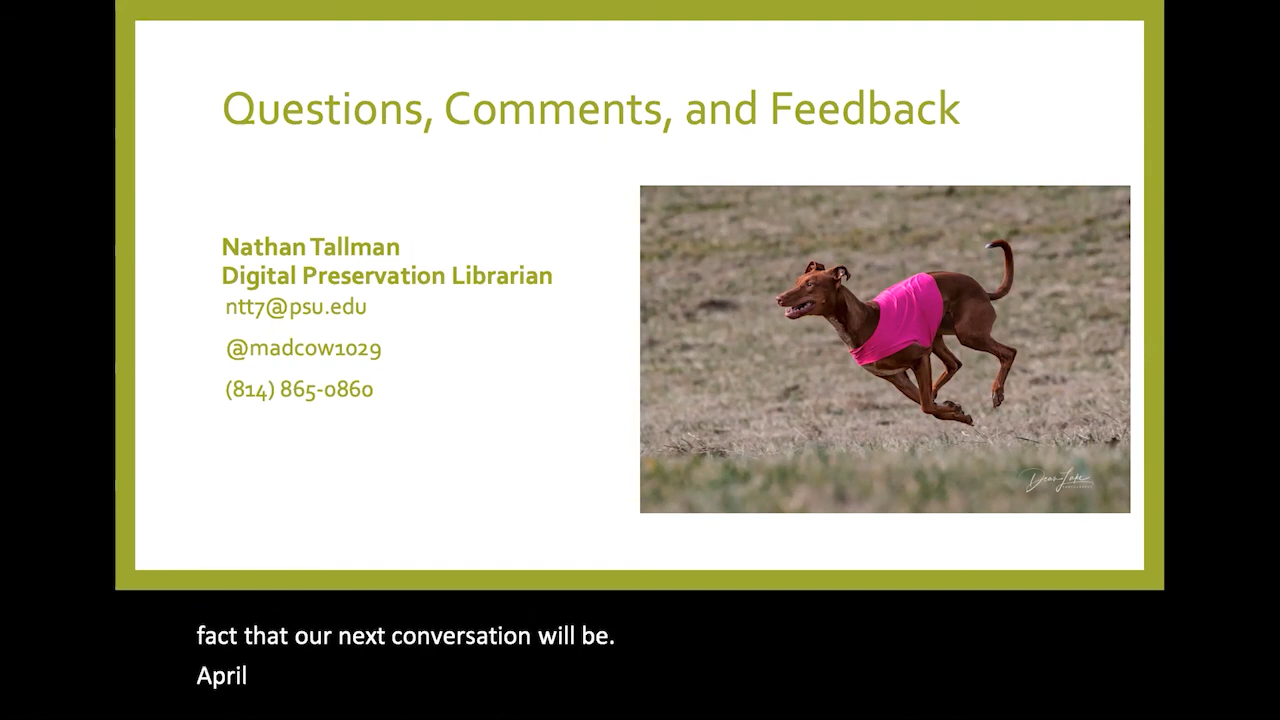 Questions, Comments, and Feedback
Nathan Tallman
Digital Preservation Librarian
ntt7@psu.edu
@madcow1029
(814) 865-0860
fact that our next conversation will be.
April